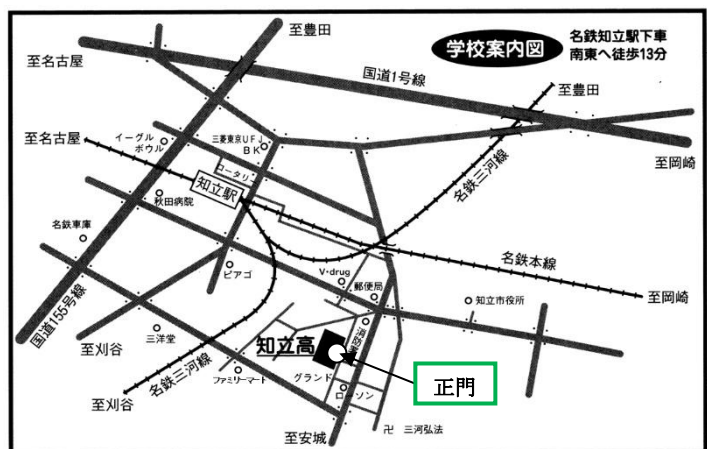 至豊田
学校案内図
名鉄知立駅下車
南東へ徒歩13分
至名古屋
国道1号線
至豊田
至名古屋
イーグル
ボウル
三菱東京UFJ
BK
ロータリー
至岡崎
知立駅
名鉄三河線
秋田病院
名鉄車庫
名鉄本線
ピアゴ
V・drug
郵便局
知立市役所
至岡崎
国道155号線
消防署
至刈谷
三洋堂
知立高
名鉄三河線
ファミリーマート
グランド
正門
ローソン
至刈谷
至安城
卍 三河弘法